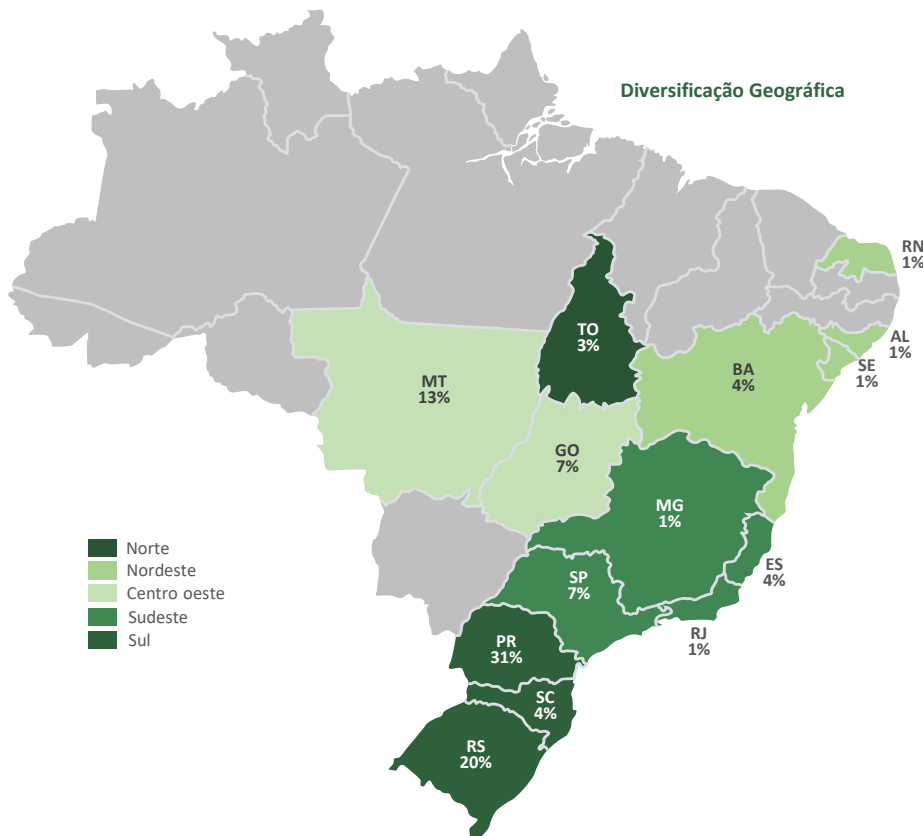 Diversificação Geográfica
RN
1%
AL
1%
SE
1%
TO
3%
BA
4%
MT
13%
GO
7%
MG
1%
ES
4%
SP
7%
RJ
1%
PR
31%
SC
4%
RS
20%
Norte
Nordeste
Centro oeste
Sudeste
Sul